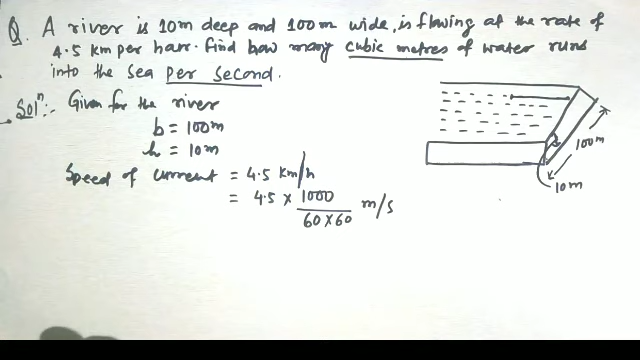 Q. A river is 10m deep and 100m wide, is flowing at the rate of
4.5 km per hour. find how many cubic metres of water runs
into the sea per second.
Solⁿ:- Given for the river
b = 100m
h = 10m
Speed of current = 4.5 km/h
= 4.5 × 1000/60×60 m/s
100m
10m